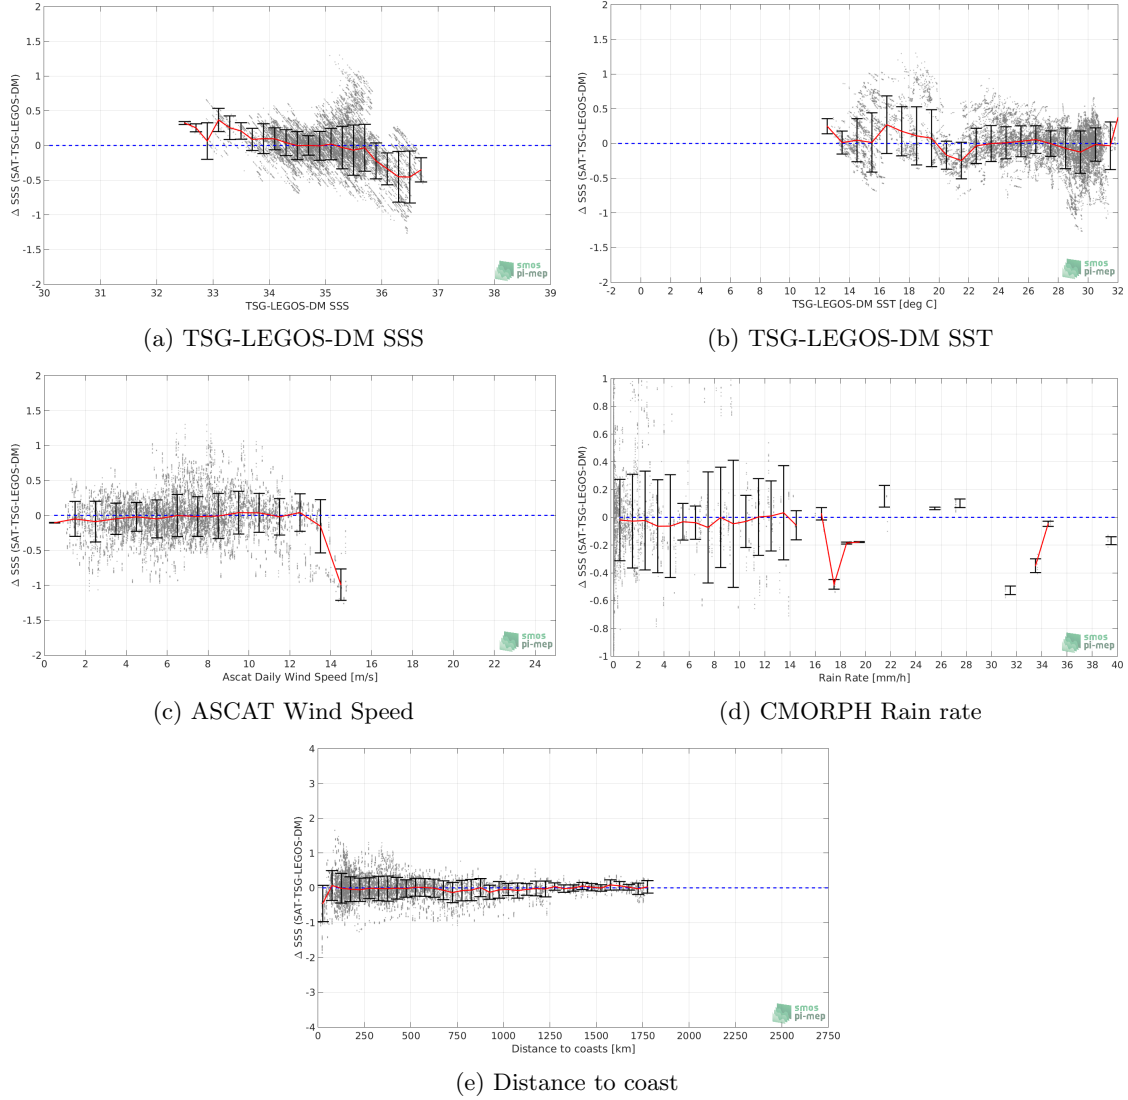 2
1.5
1
0.5
0
-0.5
-1
-1.5
-2
Δ SSS (SAT-TSG-LEGOS-DM)
30 31 32 33 34 35 36 37 38 39
TSG-LEGOS-DM SSS
smos
pi-mep
(a) TSG-LEGOS-DM SSS
2
1.5
1
0.5
0
-0.5
-1
-1.5
-2
Δ SSS (SAT-TSG-LEGOS-DM)
-2 0 2 4 6 8 10 12 14 16 18 20 22 24 26 28 30 32
TSG-LEGOS-DM SST [deg C]
smos
pi-mep
(b) TSG-LEGOS-DM SST
2
1.5
1
0.5
0
-0.5
-1
-1.5
-2
Δ SSS (SAT-TSG-LEGOS-DM)
0 2 4 6 8 10 12 14 16 18 20 22 24
Ascat Daily Wind Speed [m/s]
smos
pi-mep
(c) ASCAT Wind Speed
1
0.8
0.6
0.4
0.2
0
-0.2
-0.4
-0.6
-0.8
-1
Δ SSS (SAT-TSG-LEGOS-DM)
0 2 4 6 8 10 12 14 16 18 20 22 24 26 28 30 32 34 36 38 40
Rain Rate [mm/h]
smos
pi-mep
(d) CMORPH Rain rate
4
3
2
1
0
-1
-2
-3
-4
Δ SSS (SAT-TSG-LEGOS-DM)
0 250 500 750 1000 1250 1500 1750 2000 2250 2500 2750
Distance to coasts [km]
smos
pi-mep
(e) Distance to coast